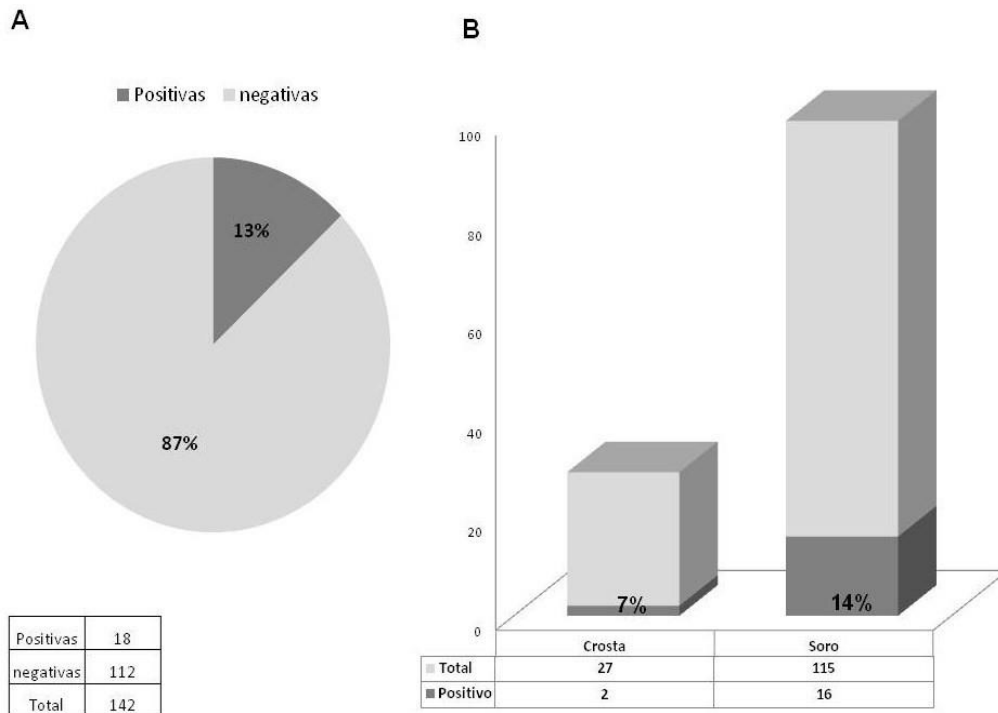 A
Positivas negativas
13%
87%
Positivas 18
negativas 112
Total 142
B
100
80
60
40
20
0
7% 14%
Crosta Soro
Total 27 115
Positivo 2 16